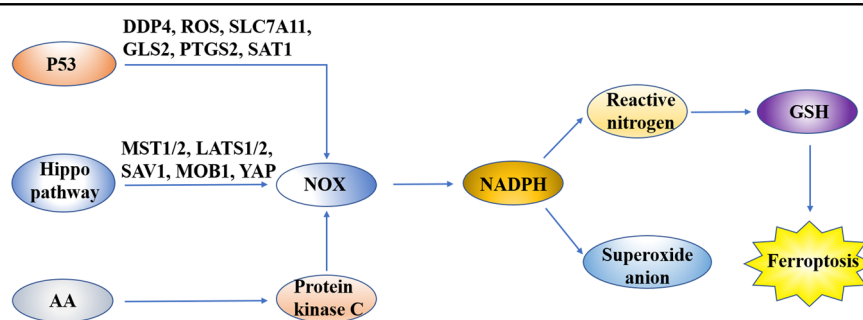 DDP4, ROS, SLC7A11,
GLS2, PTGS2, SAT1
P53
Reactive
nitrogen
GSH
MST1/2, LATS1/2,
SAV1, MOB1, YAP
Hippo
pathway
NOX
NADPH
Superoxide
anion
Ferroptosis
AA
Protein
kinase C